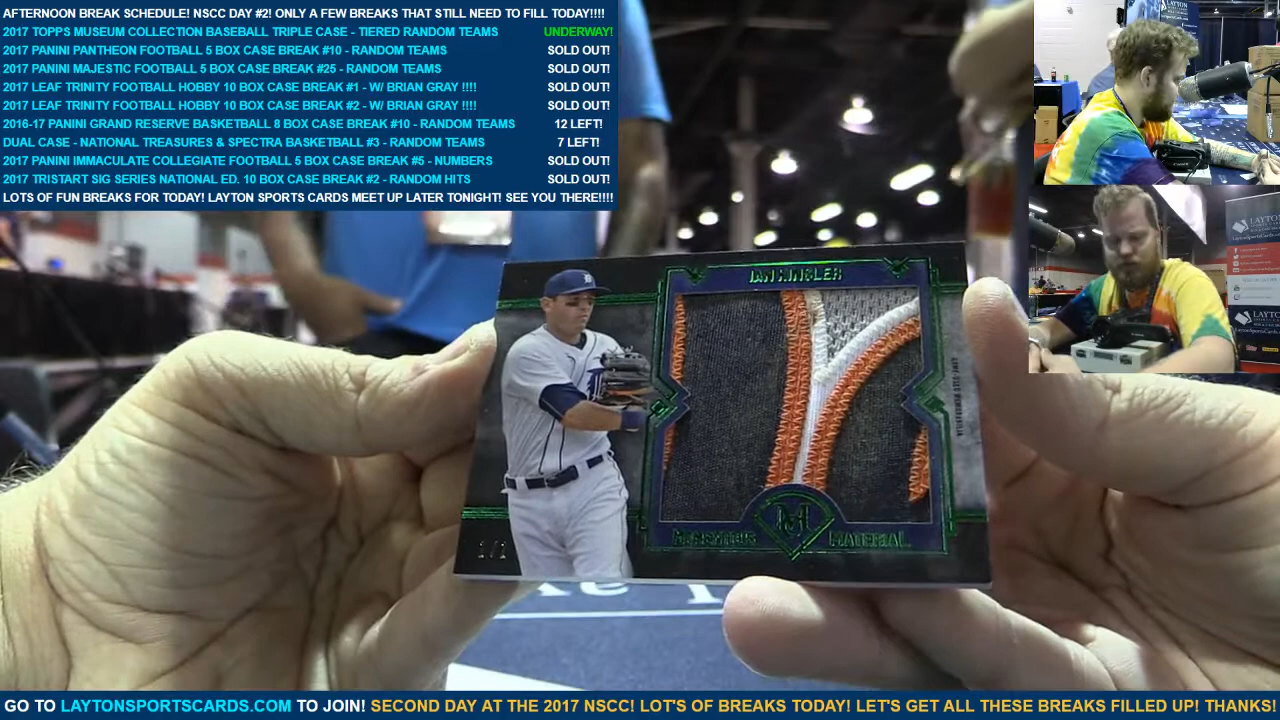 AFTERNOON BREAK SCHEDULE! NSCC DAY #2! ONLY A FEW BREAKS THAT STILL NEED TO FILL TODAY!!!!
2017 TOPPS MUSEUM COLLECTION BASEBALL TRIPLE CASE - TIERED RANDOM TEAMS UNDERWAY!
2017 PANINI PANTHEON FOOTBALL 5 BOX CASE BREAK #10 - RANDOM TEAMS SOLD OUT!
2017 PANINI MAJESTIC FOOTBALL 5 BOX CASE BREAK #25 - RANDOM TEAMS SOLD OUT!
2017 LEAF TRINITY FOOTBALL HOBBY 10 BOX CASE BREAK #1 - W/ BRIAN GRAY !!!! SOLD OUT!
2017 LEAF TRINITY FOOTBALL HOBBY 10 BOX CASE BREAK #2 - W/ BRIAN GRAY !!!! SOLD OUT!
2016-17 PANINI GRAND RESERVE BASKETBALL 8 BOX CASE BREAK #10 - RANDOM TEAMS 12 LEFT!
DUAL CASE - NATIONAL TREASURES & SPECTRA BASKETBALL #3 - RANDOM TEAMS 7 LEFT!
2017 PANINI IMMACULATE COLLEGIATE FOOTBALL 5 BOX CASE BREAK #5 - NUMBERS SOLD OUT!
2017 TRISTART SIG SERIES NATIONAL ED. 10 BOX CASE BREAK #2 - RANDOM HITS SOLD OUT!
LOTS OF FUN BREAKS FOR TODAY! LAYTON SPORTS CARDS MEET UP LATER TONIGHT! SEE YOU THERE!!!!
LAYTON
IAN KINSLER
1/1
GO TO LAYTONSPORTSCARDS.COM TO JOIN! SECOND DAY AT THE 2017 NSCC! LOT'S OF BREAKS TODAY! LET'S GET ALL THESE BREAKS FILLED UP! THANKS!